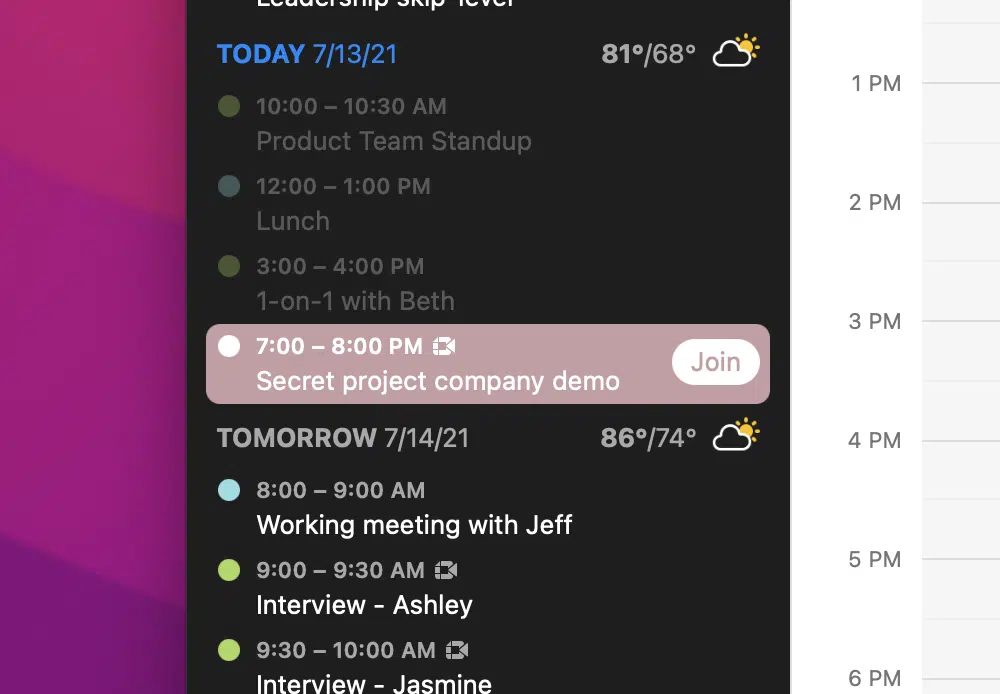 Leadership skip-level
TODAY 7/13/21 81°/68°
10:00 – 10:30 AM
Product Team Standup
12:00 – 1:00 PM
Lunch
3:00 – 4:00 PM
1-on-1 with Beth
7:00 – 8:00 PM
Secret project company demo
Join
TOMORROW 7/14/21 86°/74°
8:00 – 9:00 AM
Working meeting with Jeff
9:00 – 9:30 AM
Interview - Ashley
9:30 – 10:00 AM
Interview - Jasmine
1 PM
2 PM
3 PM
4 PM
5 PM
6 PM